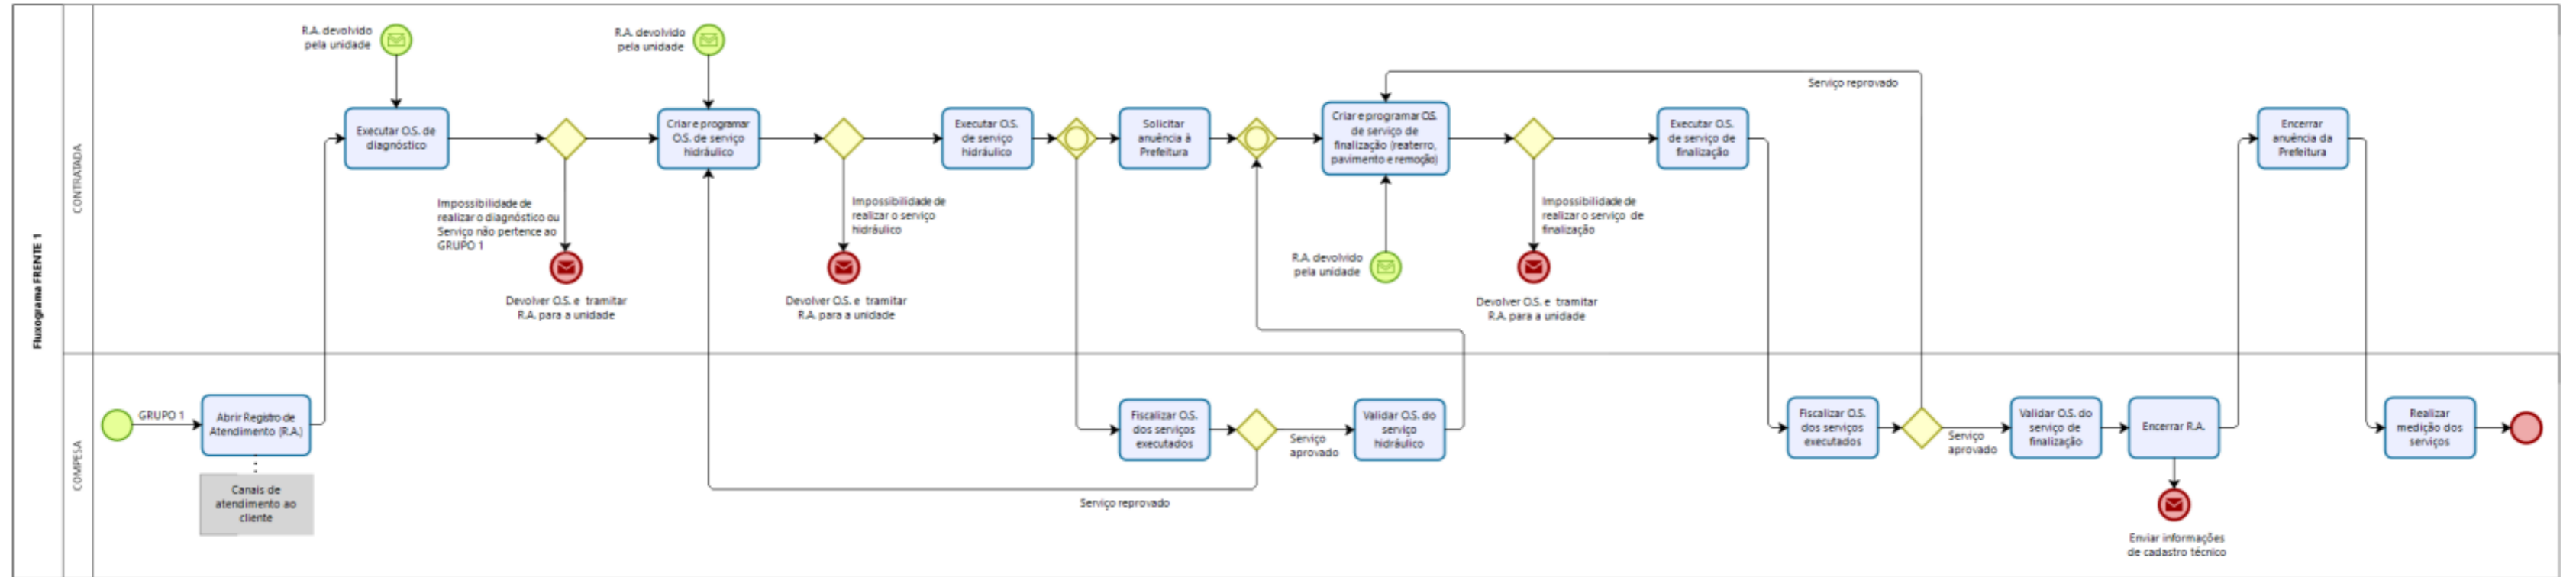 Fluxograma FRENTE 1
CONTRATADA
R.A. devolvido
pela unidade
R.A. devolvido
pela unidade
Executar O.S. de
diagnóstico
Impossibilidade de
realizar o diagnóstico ou
Serviço não pertence ao
GRUPO 1
Devolver O.S. e tramitar
R.A. para a unidade
Criar e programar
O.S. de serviço
hidráulico
Impossibilidade de
realizar o serviço
hidráulico
Devolver O.S. e tramitar
R.A. para a unidade
Executar O.S.
de serviço
hidráulico
Solicitar
anuência à
Prefeitura
Criar e programar O.S.
de serviço de
finalização (reaterro,
pavimento e remoção)
R.A. devolvido
pela unidade
Impossibilidade de
realizar o serviço de
finalização
Devolver O.S. e tramitar
R.A. para a unidade
Executar O.S.
de serviço de
finalização
Serviço reprovado
Encerrar
anuência da
Prefeitura
COMPESA
GRUPO 1
Abrir Registro de
Atendimento (R.A.)
Canais de
atendimento ao
cliente
Fiscalizar O.S.
dos serviços
executados
Serviço
aprovado
Validar O.S. do
serviço
hidráulico
Serviço reprovado
Fiscalizar O.S.
dos serviços
executados
Serviço
aprovado
Validar O.S. do
serviço de
finalização
Encerrar R.A.
Enviar informações
de cadastro técnico
Realizar
medição dos
serviços